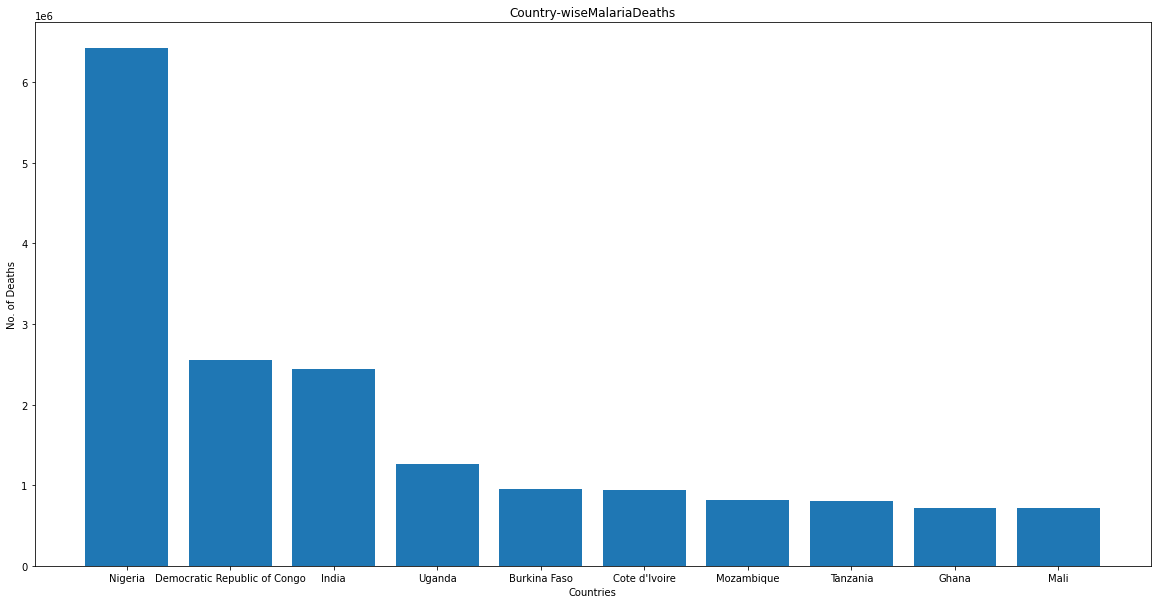 Country-wiseMalariaDeaths
1e6
6
5
4
3
2
1
0
No. of Deaths
Nigeria Democratic Republic of Congo India Uganda Burkina Faso Cote d'Ivoire Mozambique Tanzania Ghana Mali
Countries